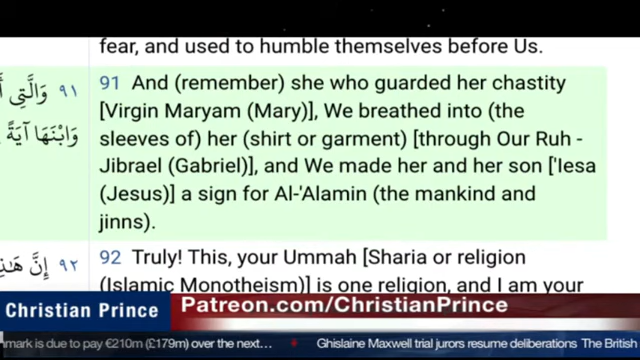 fear, and used to humble themselves before Us.
٩١ وَالَّتِي
91 And (remember) she who guarded her chastity
[Virgin Maryam (Mary)], We breathed into (the
وَابْنَهَا آيَةً
sleeves of) her (shirt or garment) [through Our Ruh -
Jibrael (Gabriel)], and We made her and her son ['Iesa
(Jesus)] a sign for Al-'Alamin (the mankind and
jinns).
٩٢ إِنَّ
92 Truly! This, your Ummah [Sharia or religion
(Islamic Monotheism)] is one religion, and I am your
Christian Prince
Patreon.com/ChristianPrince
nmark is due to pay €210m (£179m) over the next… Ghislaine Maxwell trial jurors resume deliberations The British